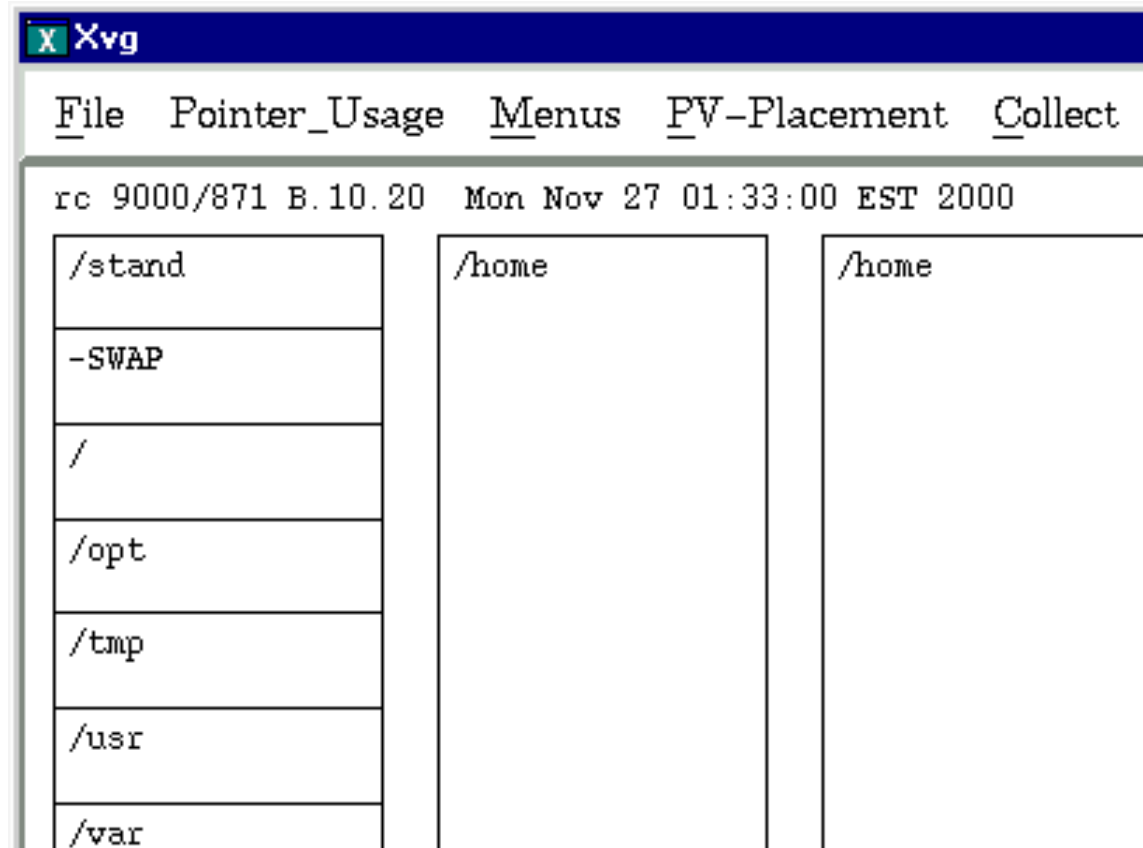 X Xvg
File Pointer_Usage Menus PV-Placement Collect
rc 9000/871 B.10.20 Mon Nov 27 01:33:00 EST 2000
/stand
-SWAP
/
/opt
/tmp
/usr
/var
/home
/home